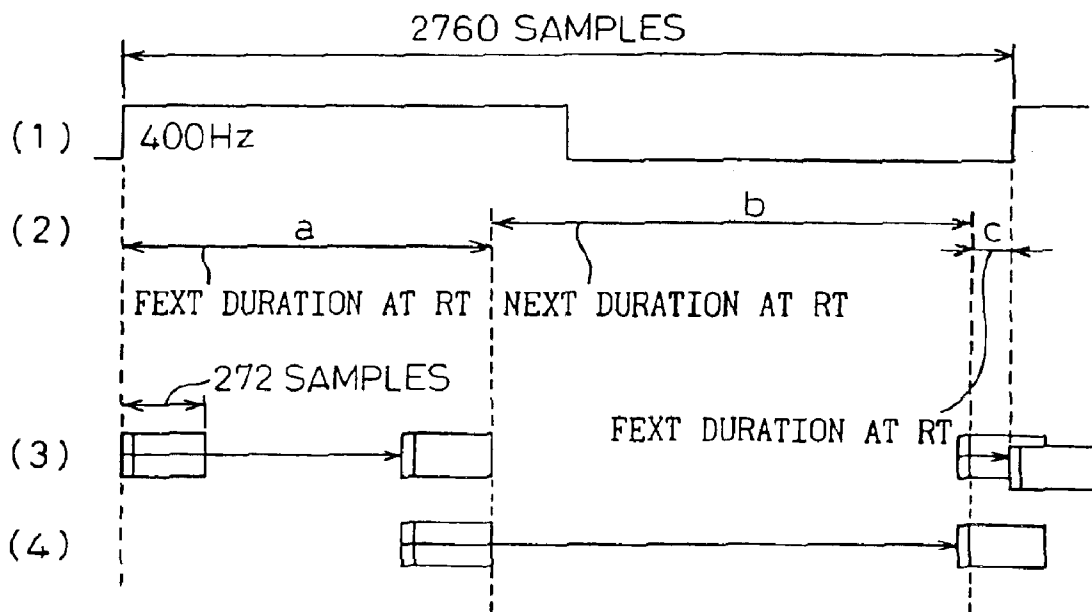 2760 SAMPLES
(1)
400Hz
(2)
a
b
c
FEXT DURATION AT RT
NEXT DURATION AT RT
272 SAMPLES
FEXT DURATION AT RT
(3)
(4)